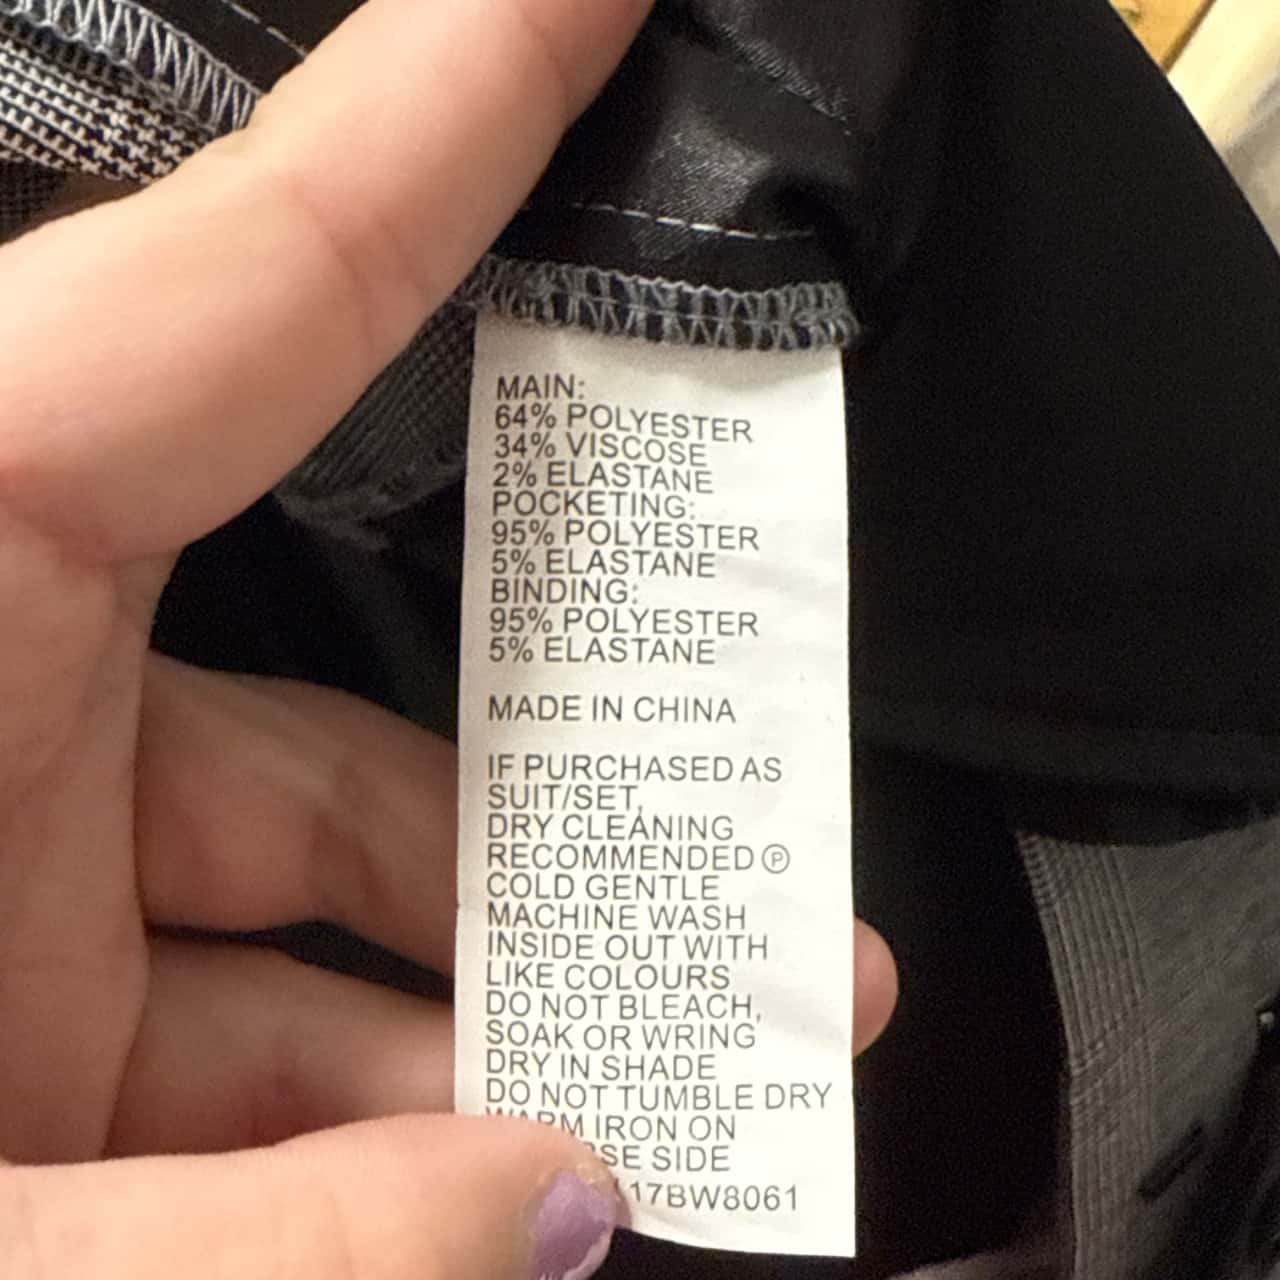 MAIN:
64% POLYESTER
34% VISCOSE
2% ELASTANE
POCKETING:
95% POLYESTER
5% ELASTANE
BINDING:
95% POLYESTER
5% ELASTANE
MADE IN CHINA
IF PURCHASED AS
SUIT/SET,
DRY CLEANING
RECOMMENDED Ⓟ
COLD GENTLE
MACHINE WASH
INSIDE OUT WITH
LIKE COLOURS
DO NOT BLEACH,
SOAK OR WRING
DRY IN SHADE
DO NOT TUMBLE DRY
WARM IRON ON
SIDE
17BW8061